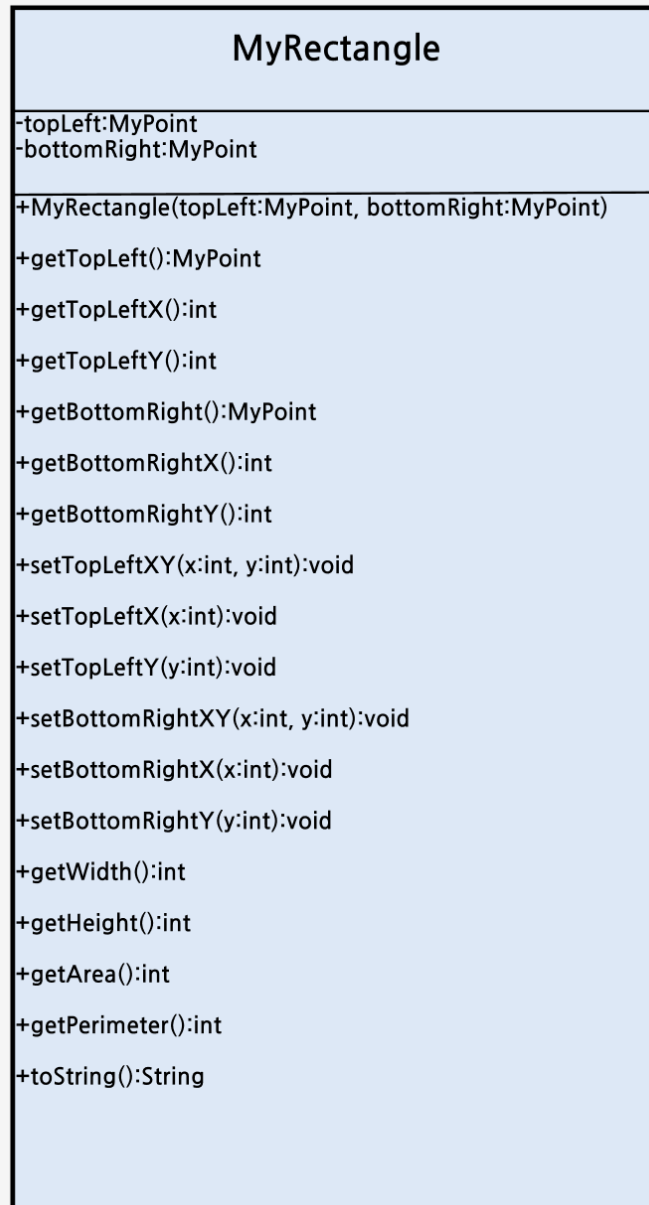 MyRectangle
-topLeft:MyPoint
-bottomRight:MyPoint
+MyRectangle(topLeft:MyPoint, bottomRight:MyPoint)
+getTopLeft():MyPoint
+getTopLeftX():int
+getTopLeftY():int
+getBottomRight():MyPoint
+getBottomRightX():int
+getBottomRightY():int
+setTopLeftXY(x:int, y:int):void
+setTopLeftX(x:int):void
+setTopLeftY(y:int):void
+setBottomRightXY(x:int, y:int):void
+setBottomRightX(x:int):void
+setBottomRightY(y:int):void
+getWidth():int
+getHeight():int
+getArea():int
+getPerimeter():int
+toString():String